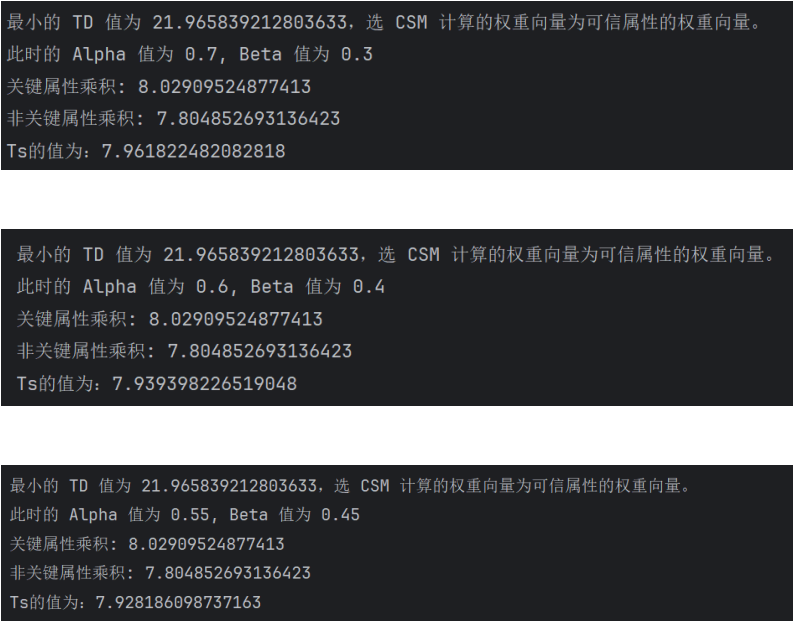 最小的 TD 值为 21.965839212803633，选 CSM 计算的权重向量为可信属性的权重向量。
此时的 Alpha 值为 0.7, Beta 值为 0.3
关键属性乘积: 8.02909524877413
非关键属性乘积: 7.804852693136423
Ts的值为：7.961822482082818
最小的 TD 值为 21.965839212803633，选 CSM 计算的权重向量为可信属性的权重向量。
此时的 Alpha 值为 0.6, Beta 值为 0.4
关键属性乘积: 8.02909524877413
非关键属性乘积: 7.804852693136423
Ts的值为：7.939398226519048
最小的 TD 值为 21.965839212803633，选 CSM 计算的权重向量为可信属性的权重向量。
此时的 Alpha 值为 0.55, Beta 值为 0.45
关键属性乘积: 8.02909524877413
非关键属性乘积: 7.804852693136423
Ts的值为：7.928186098737163